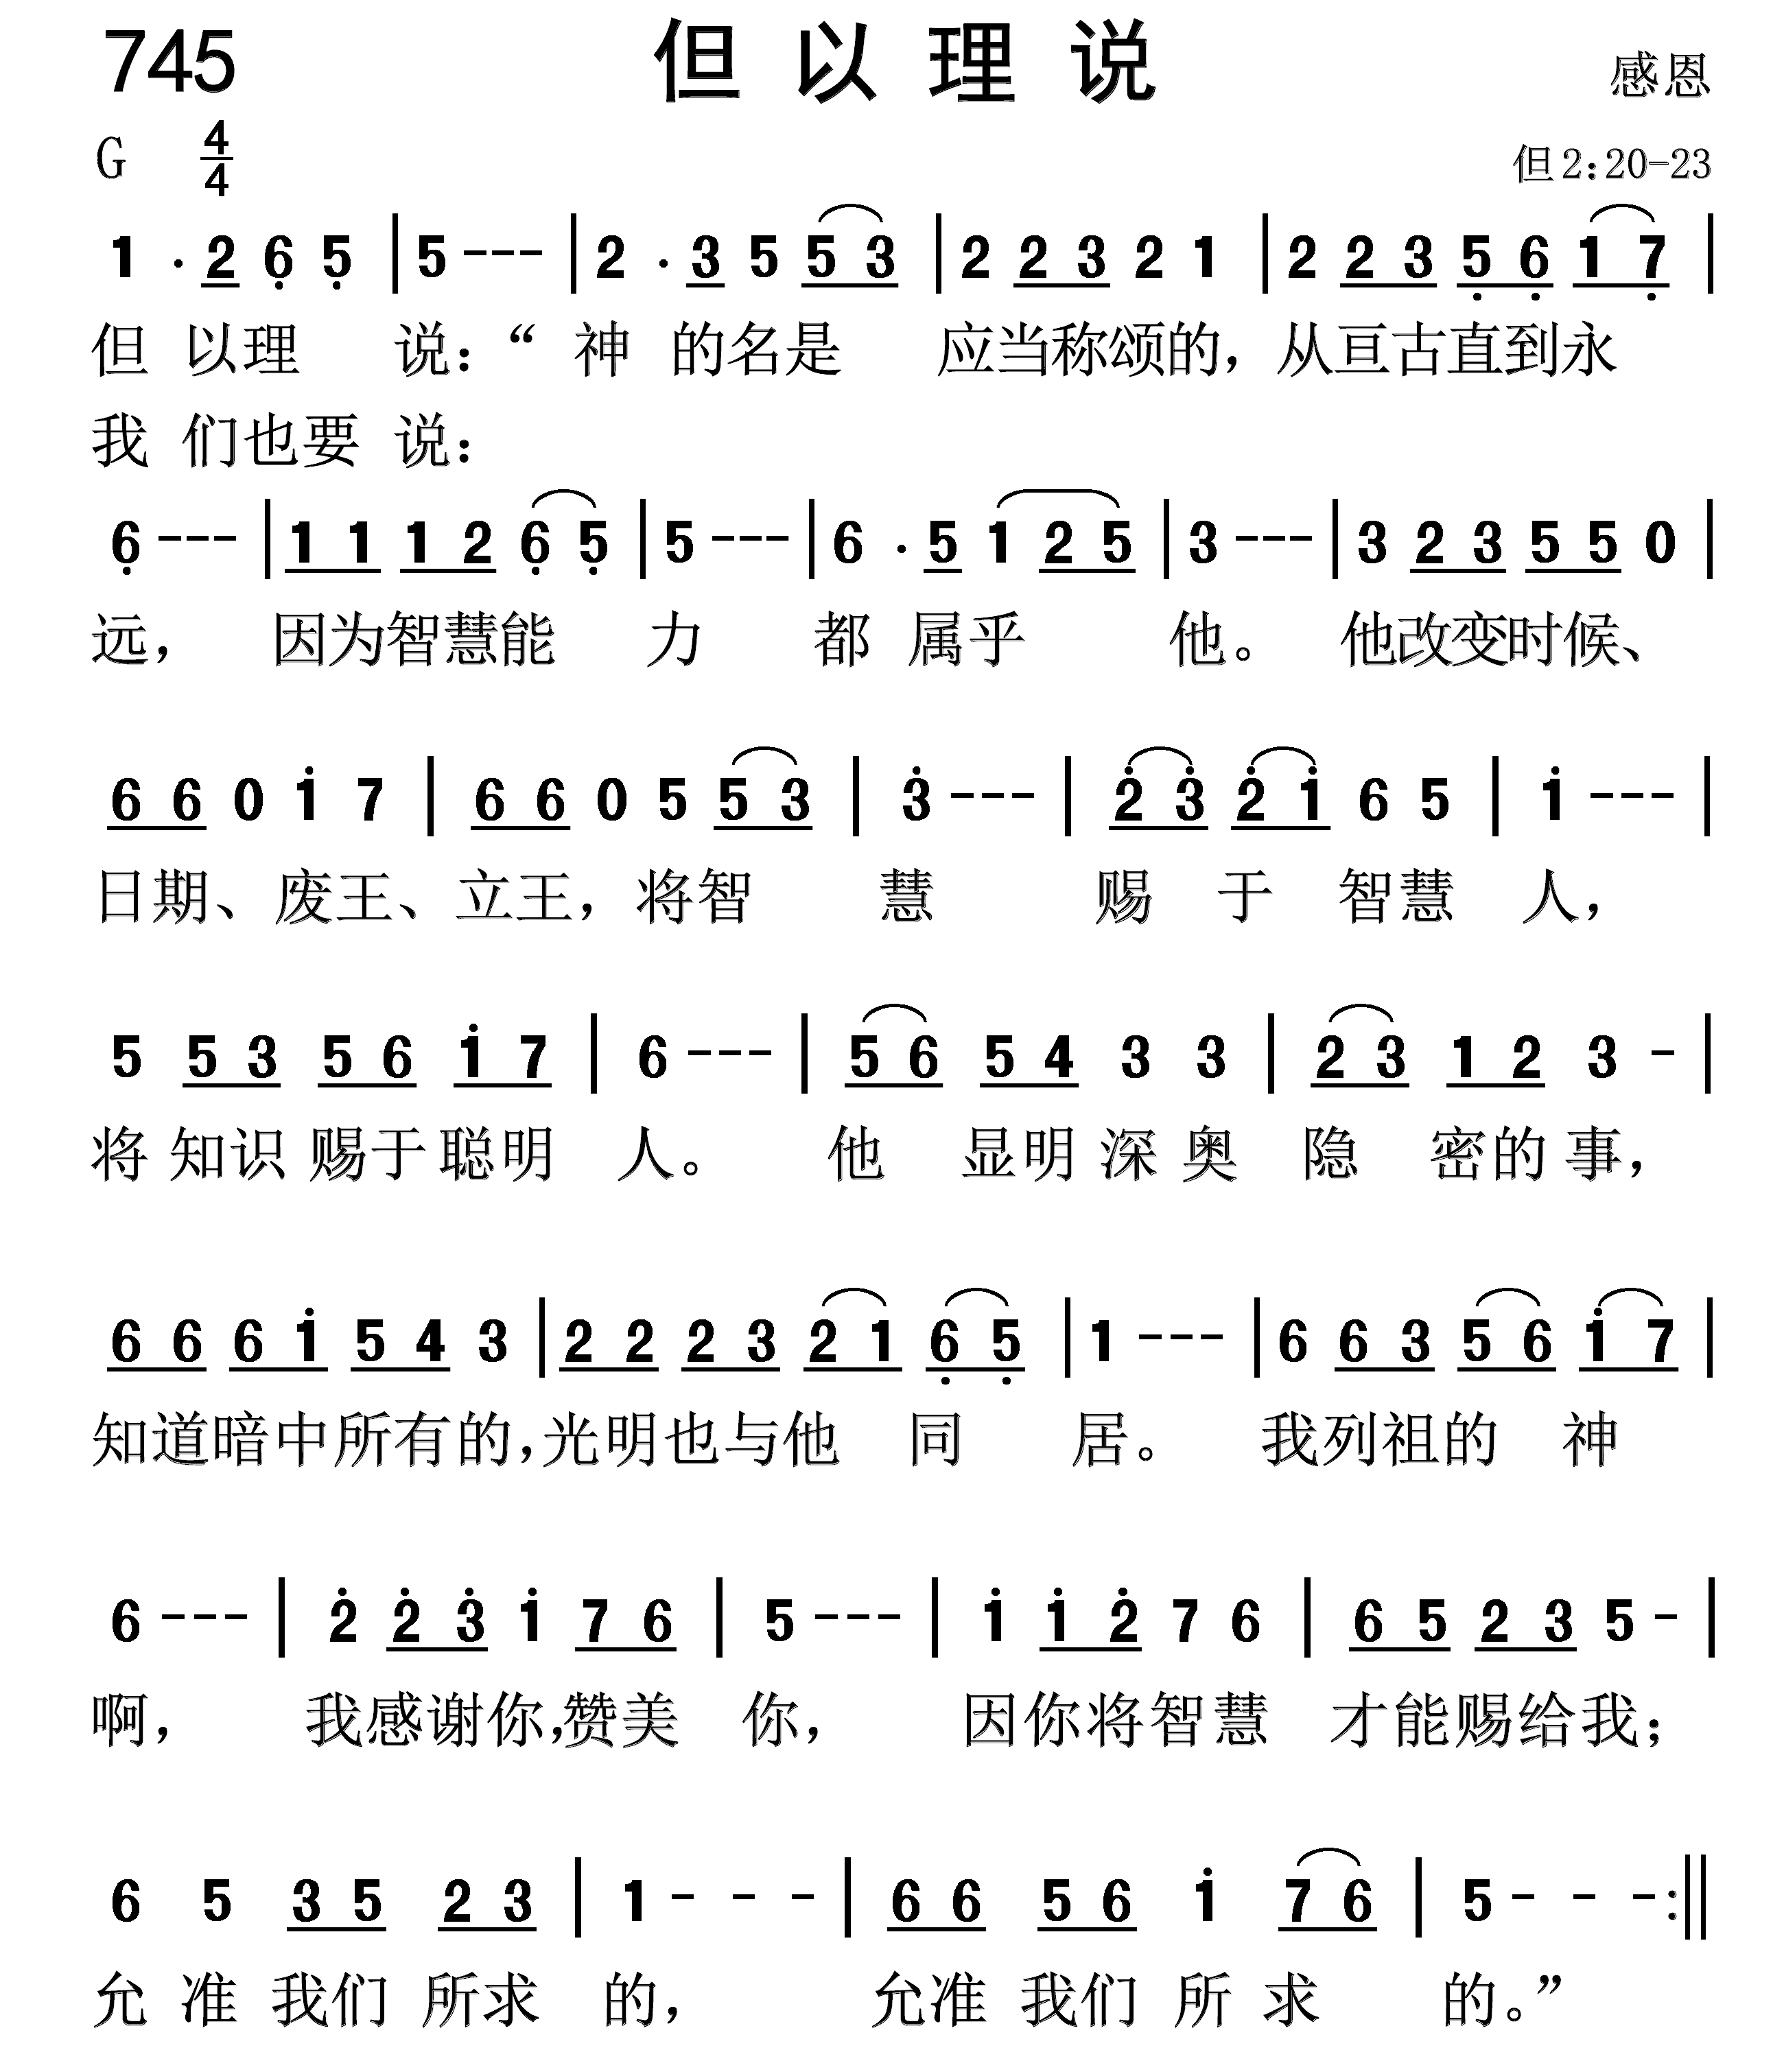 745 但以理说 感恩
G 4/4 但2:20-23
1 · 2 6 5 | 5 - - - | 2 · 3 5 5 3 | 2 2 3 2 1 | 2 2 3 5 6 1 7 |
但 以理 说：“ 神 的名是 应当称颂的，从亘古直到永
我 们也要 说：
6 - - - | 1 1 1 2 6 5 | 5 - - - | 6 · 5 1 2 5 | 3 - - - | 3 2 3 5 5 0 |
远， 因为智慧能 力 都 属乎 他。 他改变时候、
6 6 0 1 7 | 6 6 0 5 5 3 | 3 - - - | 2 3 2 1 6 5 | 1 - - - |
日期、废王、立王，将智 慧 赐 于 智慧 人，
5 5 3 5 6 1 7 | 6 - - - | 5 6 5 4 3 3 | 2 3 1 2 3 - |
将 知识 赐于聪明 人。 他 显明 深 奥 隐 密的 事，
6 6 6 1 5 4 3 | 2 2 2 3 2 1 6 5 | 1 - - - | 6 6 3 5 6 1 7 |
知道暗中所有的，光明也与他 同 居。 我列祖的 神
6 - - - | 2 2 3 1 7 6 | 5 - - - | 1 1 2 7 6 | 6 5 2 3 5 - |
啊， 我感谢你，赞美 你， 因你将智慧 才能赐给我；
6 5 3 5 2 3 | 1 - - - | 6 6 5 6 1 7 6 | 5 - - - :||
允 准 我们 所求 的， 允准 我们 所 求 的。”